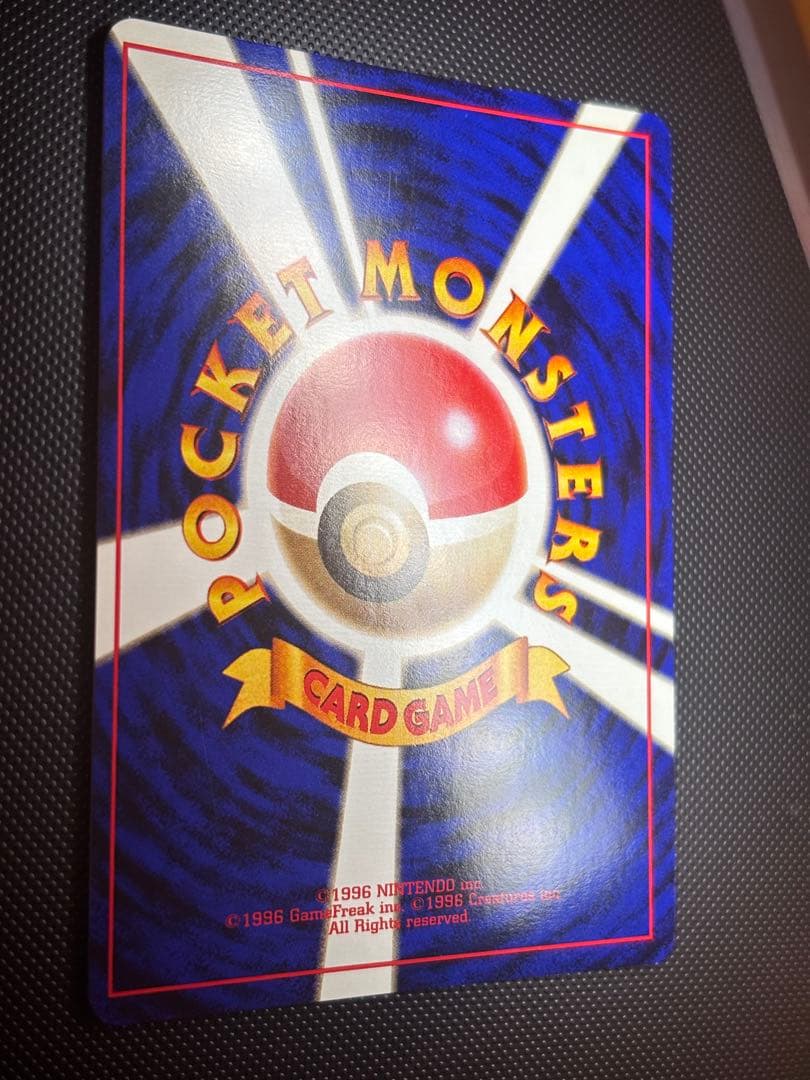 POCKET MONSTERS
CARD GAME
©1996 NINTENDO inc.
©1996 GameFreak inc. ©1996 Creatures inc.
All Rights reserved.